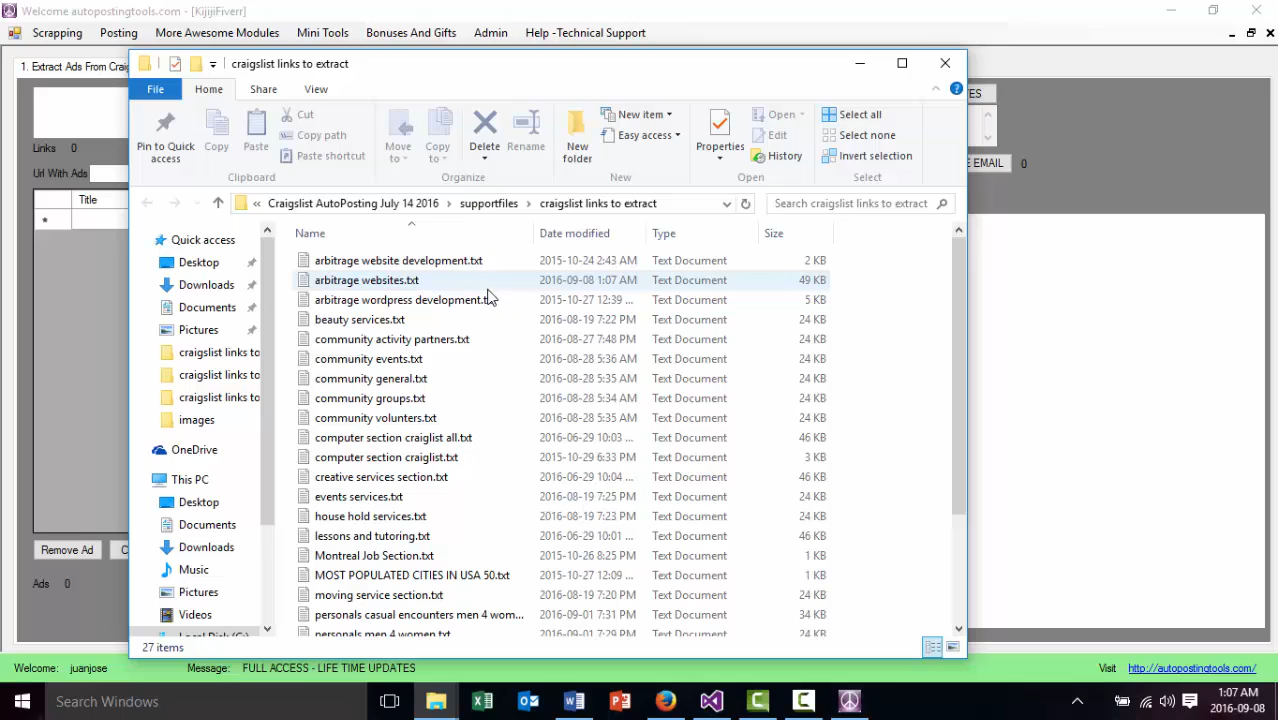 Welcome autopostingtools.com - [KijijiFiverr]
Scrapping Posting More Awesome Modules Mini Tools Bonuses And Gifts Admin Help -Technical Support
1. Extract Ads From Craig
craigslist links to extract
File Home Share View
Pin to Quick access
Copy
Paste
Cut
Copy path
Paste shortcut
Clipboard
Move to
Copy to
Delete
Rename
Organize
New folder
New item
Easy access
New
Properties
Open
Edit
History
Open
Select all
Select none
Invert selection
Select
Links 0
Url With Ads
Title
*
EMAIL 0
« Craigslist AutoPosting July 14 2016 > supportfiles > craigslist links to extract
Search craigslist links to extract
Quick access
Desktop
Downloads
Documents
Pictures
craigslist links to
craigslist links to
craigslist links to
images
OneDrive
This PC
Desktop
Documents
Downloads
Music
Pictures
Videos
Name Date modified Type Size
arbitrage website development.txt 2015-10-24 2:43 AM Text Document 2 KB
arbitrage websites.txt 2016-09-08 1:07 AM Text Document 49 KB
arbitrage wordpress development.t 2015-10-27 12:39 ... Text Document 5 KB
beauty services.txt 2016-08-19 7:22 PM Text Document 24 KB
community activity partners.txt 2016-08-27 7:48 PM Text Document 24 KB
community events.txt 2016-08-28 5:36 AM Text Document 24 KB
community general.txt 2016-08-28 5:35 AM Text Document 24 KB
community groups.txt 2016-08-28 5:34 AM Text Document 24 KB
community volunters.txt 2016-08-28 5:35 AM Text Document 24 KB
computer section craiglist all.txt 2016-06-29 10:03 ... Text Document 46 KB
computer section craiglist.txt 2015-10-29 6:33 PM Text Document 3 KB
creative services section.txt 2016-06-29 10:04 ... Text Document 46 KB
events services.txt 2016-08-19 7:25 PM Text Document 24 KB
house hold services.txt 2016-08-19 7:23 PM Text Document 24 KB
lessons and tutoring.txt 2016-06-29 10:01 ... Text Document 46 KB
Montreal Job Section.txt 2015-10-26 8:25 PM Text Document 1 KB
MOST POPULATED CITIES IN USA 50.txt 2015-10-27 12:09 ... Text Document 1 KB
moving service section.txt 2016-08-19 7:20 PM Text Document 24 KB
personals casual encounters men 4 wom... 2016-09-01 7:31 PM Text Document 34 KB
personals men 4 women.txt 2016-09-01 7:29 PM Text Document 34 KB
27 items
Remove Ad
Ads 0
Welcome: juanjose Message: FULL ACCESS - LIFE TIME UPDATES Visit http://autopostingtools.com/
Search Windows
1:07 AM
2016-09-08